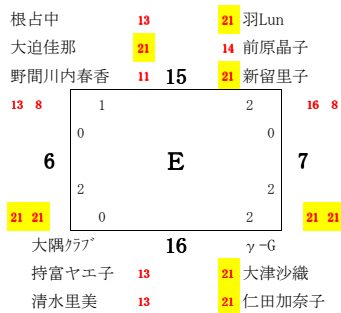 根占中 13 21 羽Lun
大迫佳那 21 14 前原晶子
野間川内春香 11 15 21 新留里子
13 8 1 2 16 8
0 0
6 E 7
2 2
21 21 0 2 21 21
大隅ｸﾗﾌﾞ 16 γ-G
持富ヤエ子 13 21 大津沙織
清水里美 13 21 仁田加奈子